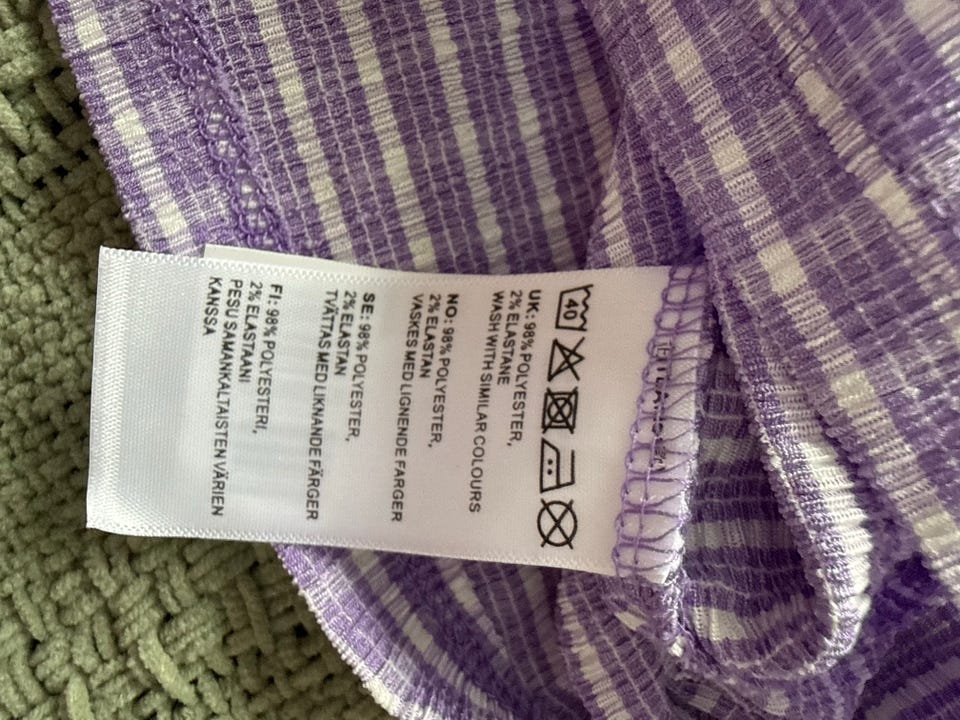 40
UK: 98% POLYESTER,
2% ELASTANE
WASH WITH SIMILAR COLOURS
NO: 98% POLYESTER,
2% ELASTAN
VASKES MED LIGNENDE FARGER
SE: 98% POLYESTER,
2% ELASTAN
TVÄTTAS MED LIKNANDE FÄRGER
FI: 98% POLYESTERI,
2% ELASTAANI
PESU SAMANKALTAISTEN VÄRIEN
KANSSA